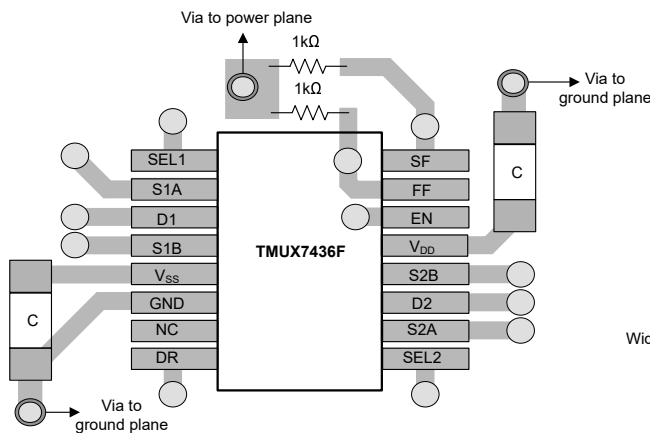 Via to power plane
1kΩ
1kΩ
Via to
ground plane
SEL1
S1A
D1
S1B
VSS
GND
NC
DR
TMUX7436F
SF
FF
EN
VDD
S2B
D2
S2A
SEL2
C
C
Via to
ground plane